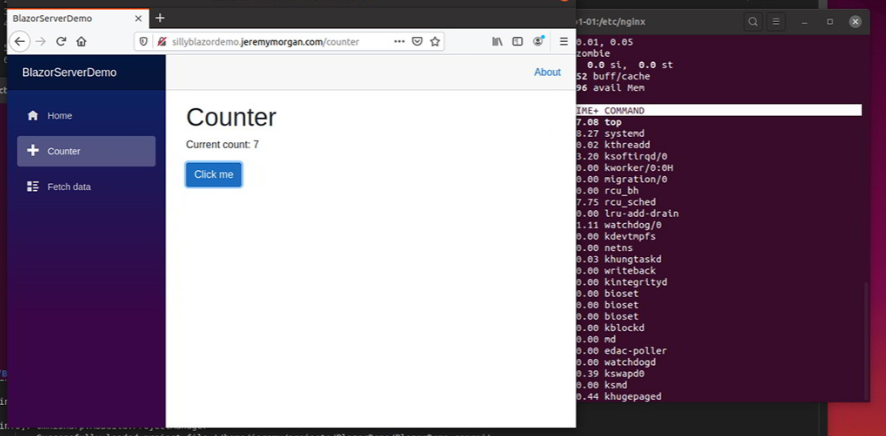 BlazorServerDemo
sillyblazordemo.jeremymorgan.com/counter
BlazorServerDemo
About
Home
Counter
Fetch data
Counter
Current count: 7
Click me
1-01:/etc/nginx
0.01, 0.05
zombie
0.0 si, 0.0 st
52 buff/cache
96 avail Mem
IME+ COMMAND
7.08 top
8.27 systemd
0.02 kthreadd
3.20 ksoftirqd/0
0.00 kworker/0:0H
0.00 migration/0
0.00 rcu_bh
7.75 rcu_sched
0.00 lru-add-drain
1.11 watchdog/0
0.00 kdevtmpfs
0.00 netns
0.03 khungtaskd
0.00 writeback
0.00 kintegrityd
0.00 bioset
0.00 bioset
0.00 bioset
0.00 kblockd
0.00 md
0.00 edac-poller
0.00 watchdogd
0.39 kswapd0
0.00 ksmd
0.44 khugepaged